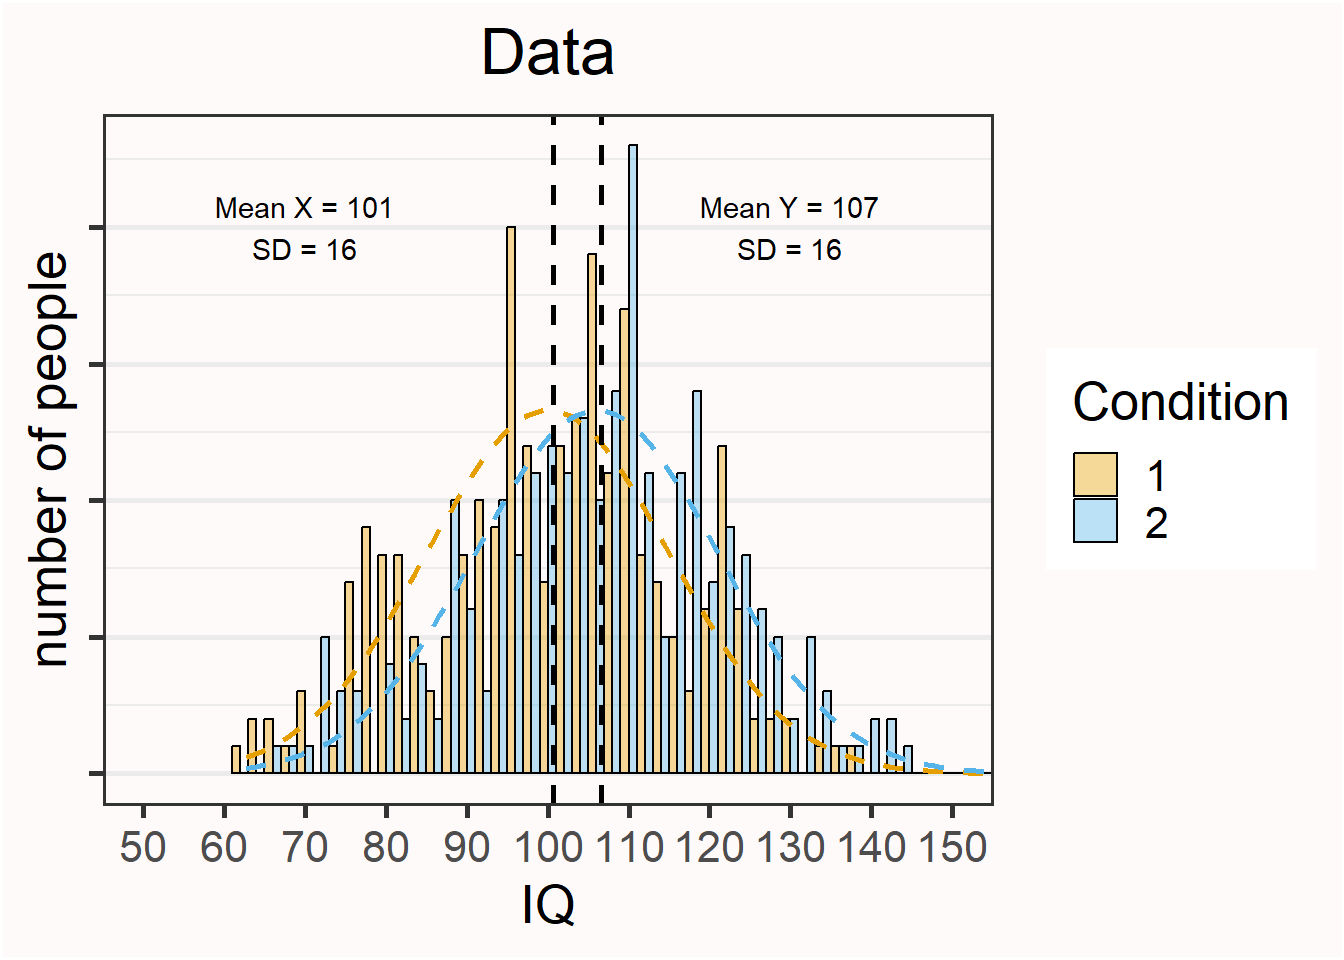 Data
Mean X = 101
SD = 16
Mean Y = 107
SD = 16
number of people
50 60 70 80 90 100 110 120 130 140 150
IQ
Condition
1
2